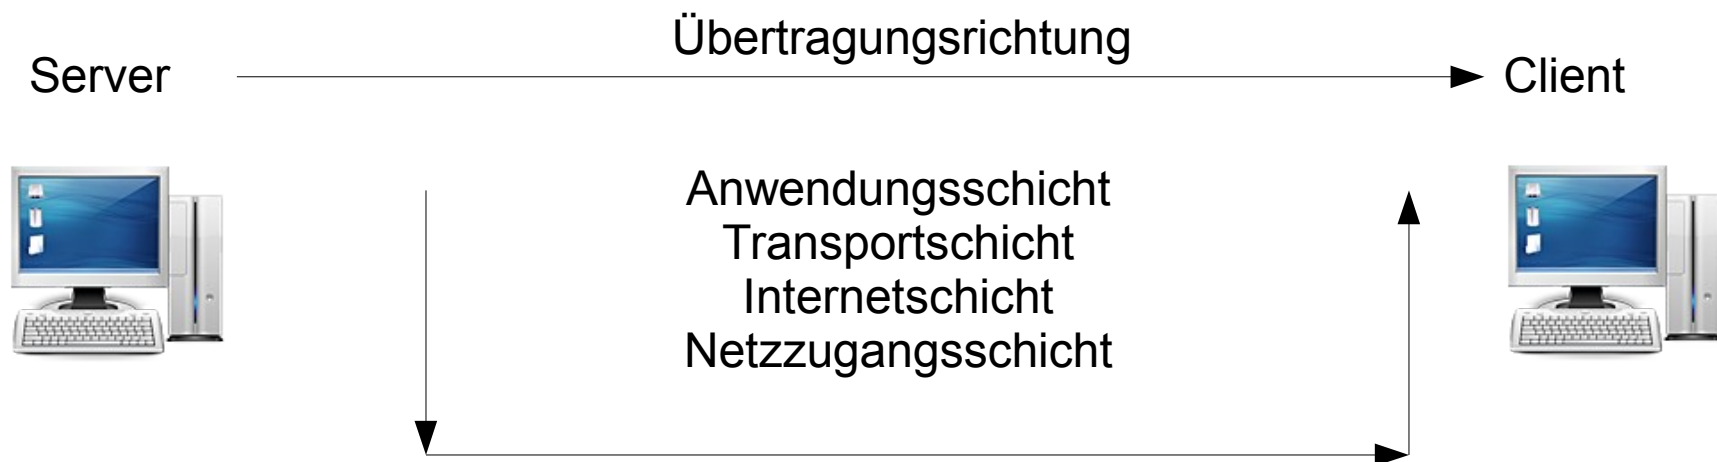 Übertragungsrichtung
Server
Client
Anwendungsschicht
Transportschicht
Internetschicht
Netzzugangsschicht